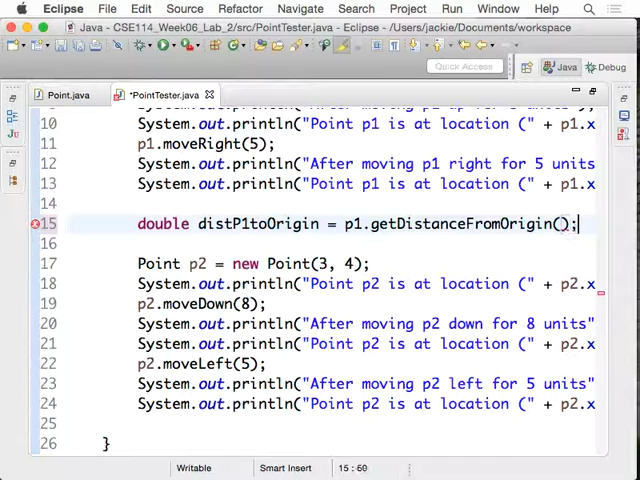 Eclipse File Edit Source Refactor Navigate Search Project Run Window Help
Java - CSE114_Week06_Lab_2/src/PointTester.java - Eclipse - /Users/jackie/Documents/workspace
Quick Access Java Debug
Point.java *PointTester.java
10 System.out.println("Point p1 is at location (" + p1.x
11 p1.moveRight(5);
12 System.out.println("After moving p1 right for 5 units
13 System.out.println("Point p1 is at location (" + p1.x
14
15 double distP1toOrigin = p1.getDistanceFromOrigin();
16
17 Point p2 = new Point(3, 4);
18 System.out.println("Point p2 is at location (" + p2.x
19 p2.moveDown(8);
20 System.out.println("After moving p2 down for 8 units"
21 System.out.println("Point p2 is at location (" + p2.x
22 p2.moveLeft(5);
23 System.out.println("After moving p2 left for 5 units"
24 System.out.println("Point p2 is at location (" + p2.x
25
26 }
Writable Smart Insert 15 : 60